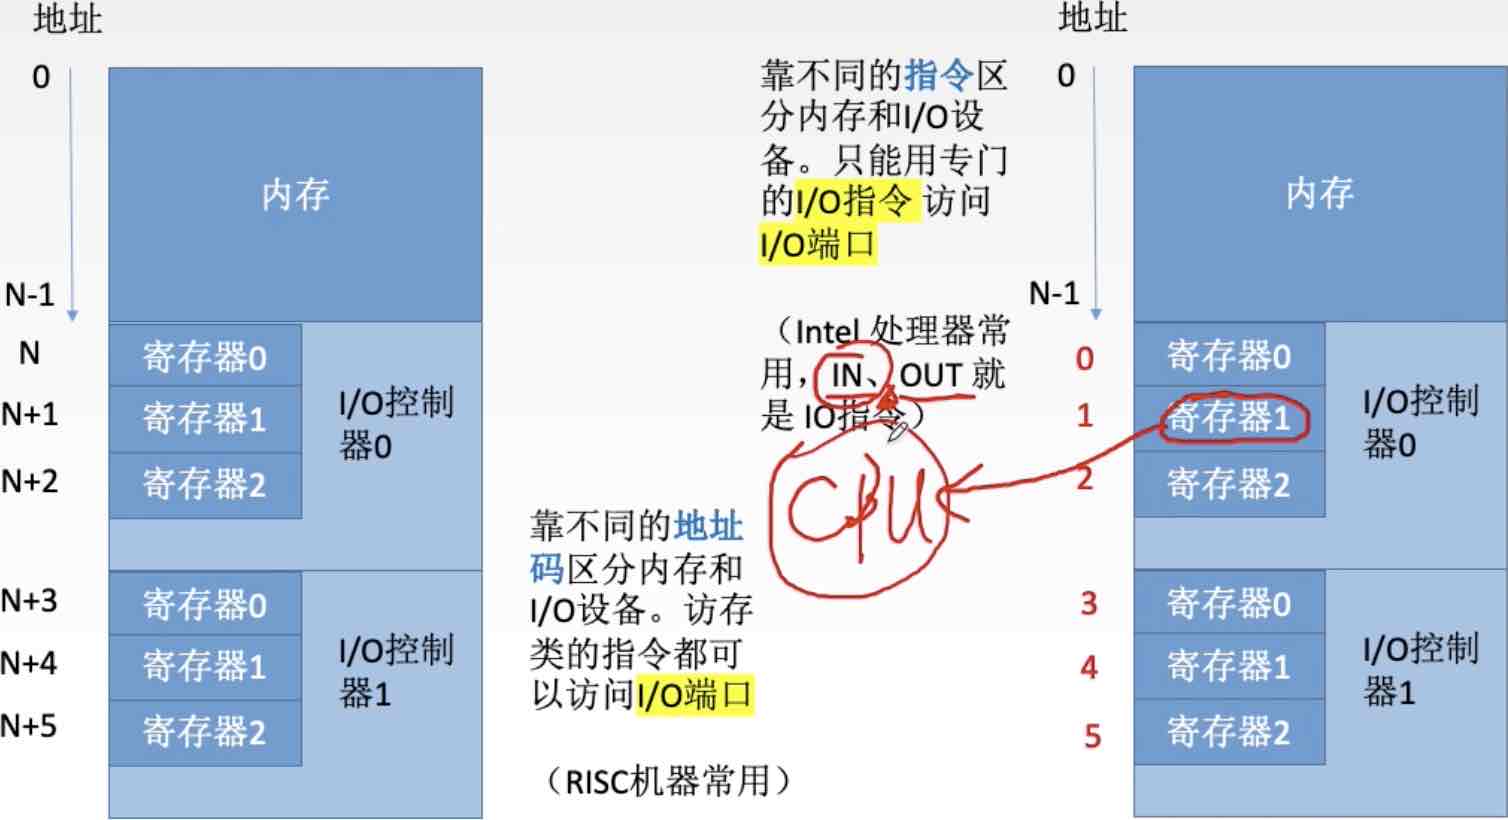 地址
0
内存
N-1
N
寄存器0
N+1
寄存器1
N+2
寄存器2
I/O控制
器0
N+3
寄存器0
N+4
寄存器1
N+5
寄存器2
I/O控制
器1
靠不同的地址
码区分内存和
I/O设备。访存
类的指令都可
以访问I/O端口
（RISC机器常用）
靠不同的指令区
分内存和I/O设
备。只能用专门
的I/O指令 访问
I/O端口
（Intel 处理器常
用，IN、OUT 就
是 IO指令）
CPU
地址
0
内存
N-1
0
寄存器0
1
寄存器1
2
寄存器2
I/O控制
器0
3
寄存器0
4
寄存器1
5
寄存器2
I/O控制
器1